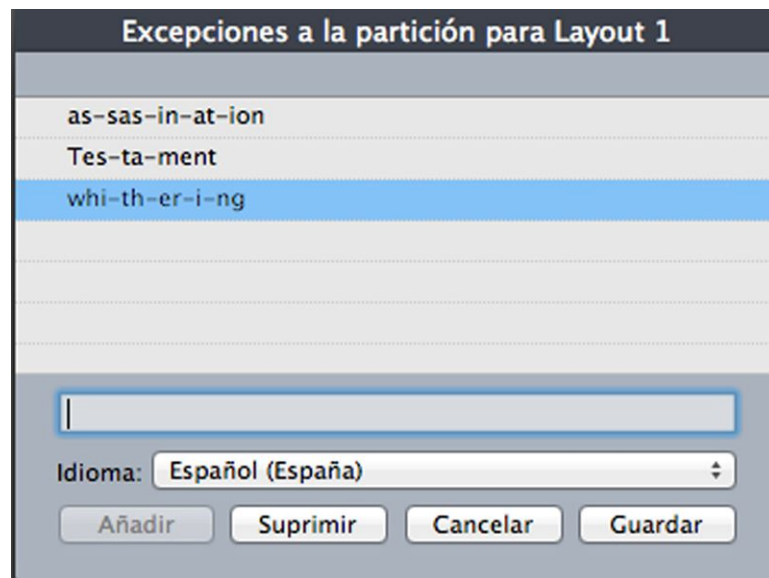 Excepciones a la partición para Layout 1
as-sas-in-at-ion
Tes-ta-ment
whi-th-er-i-ng
Idioma: Español (España)
Añadir Suprimir Cancelar Guardar